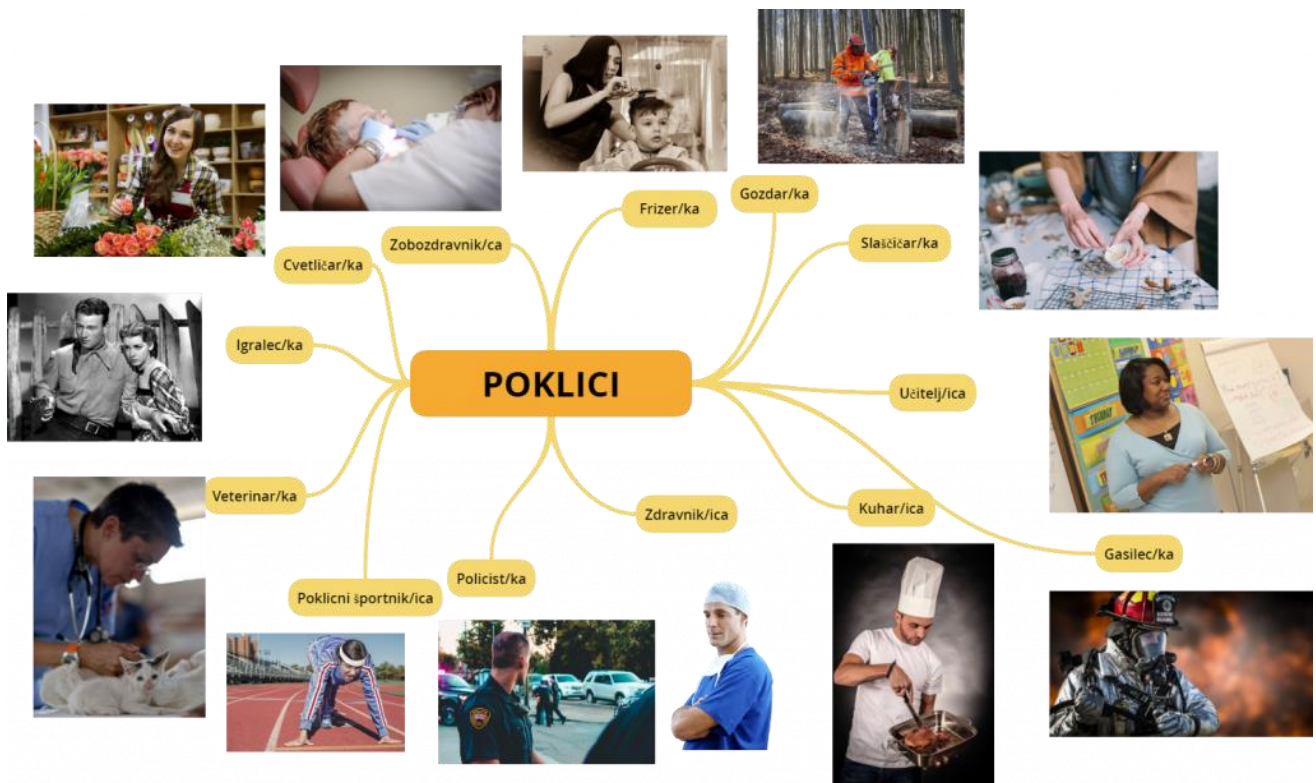 Frizer/ka
Gozdar/ka
Zobozdravnik/ca
Slaščičar/ka
Cvetličar/ka
Igralec/ka
POKLICI
Učitelj/ica
Veterinar/ka
Zdravnik/ica
Kuhar/ica
Gasilec/ka
Policist/ka
Poklicni športnik/ica